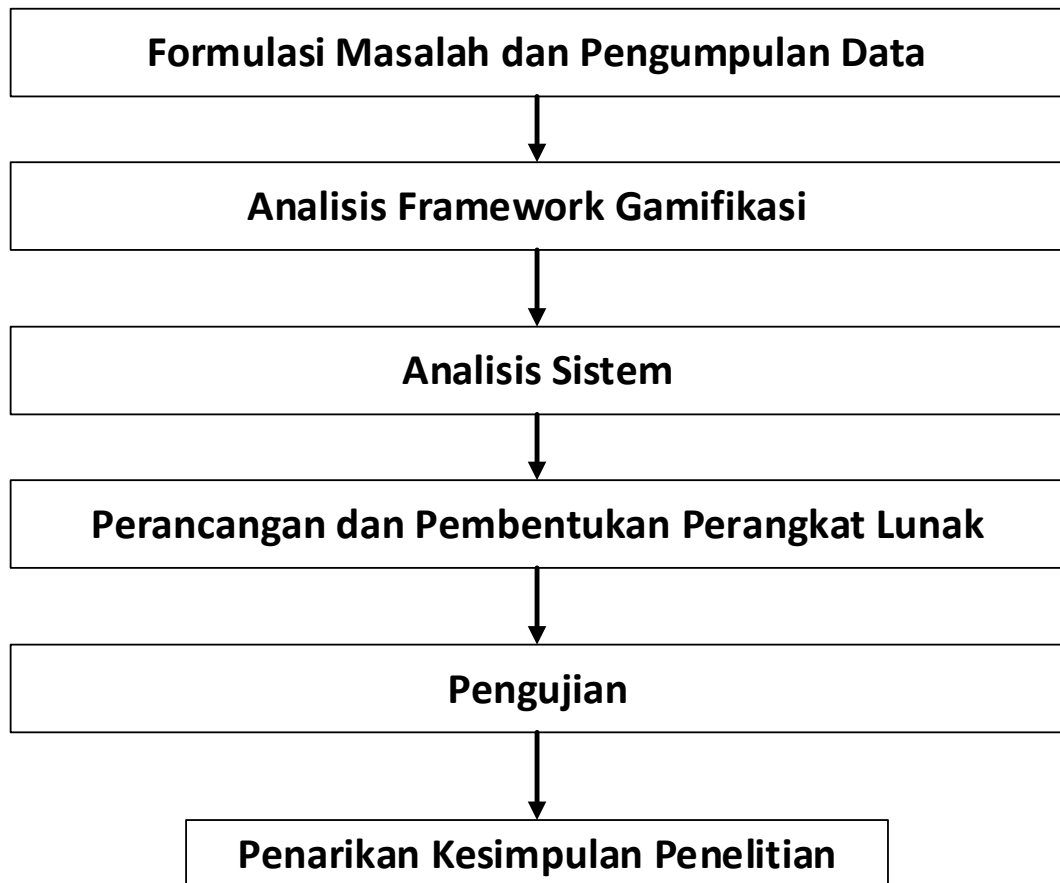 Formulasi Masalah dan Pengumpulan Data
Analisis Framework Gamifikasi
Analisis Sistem
Perancangan dan Pembentukan Perangkat Lunak
Pengujian
Penarikan Kesimpulan Penelitian